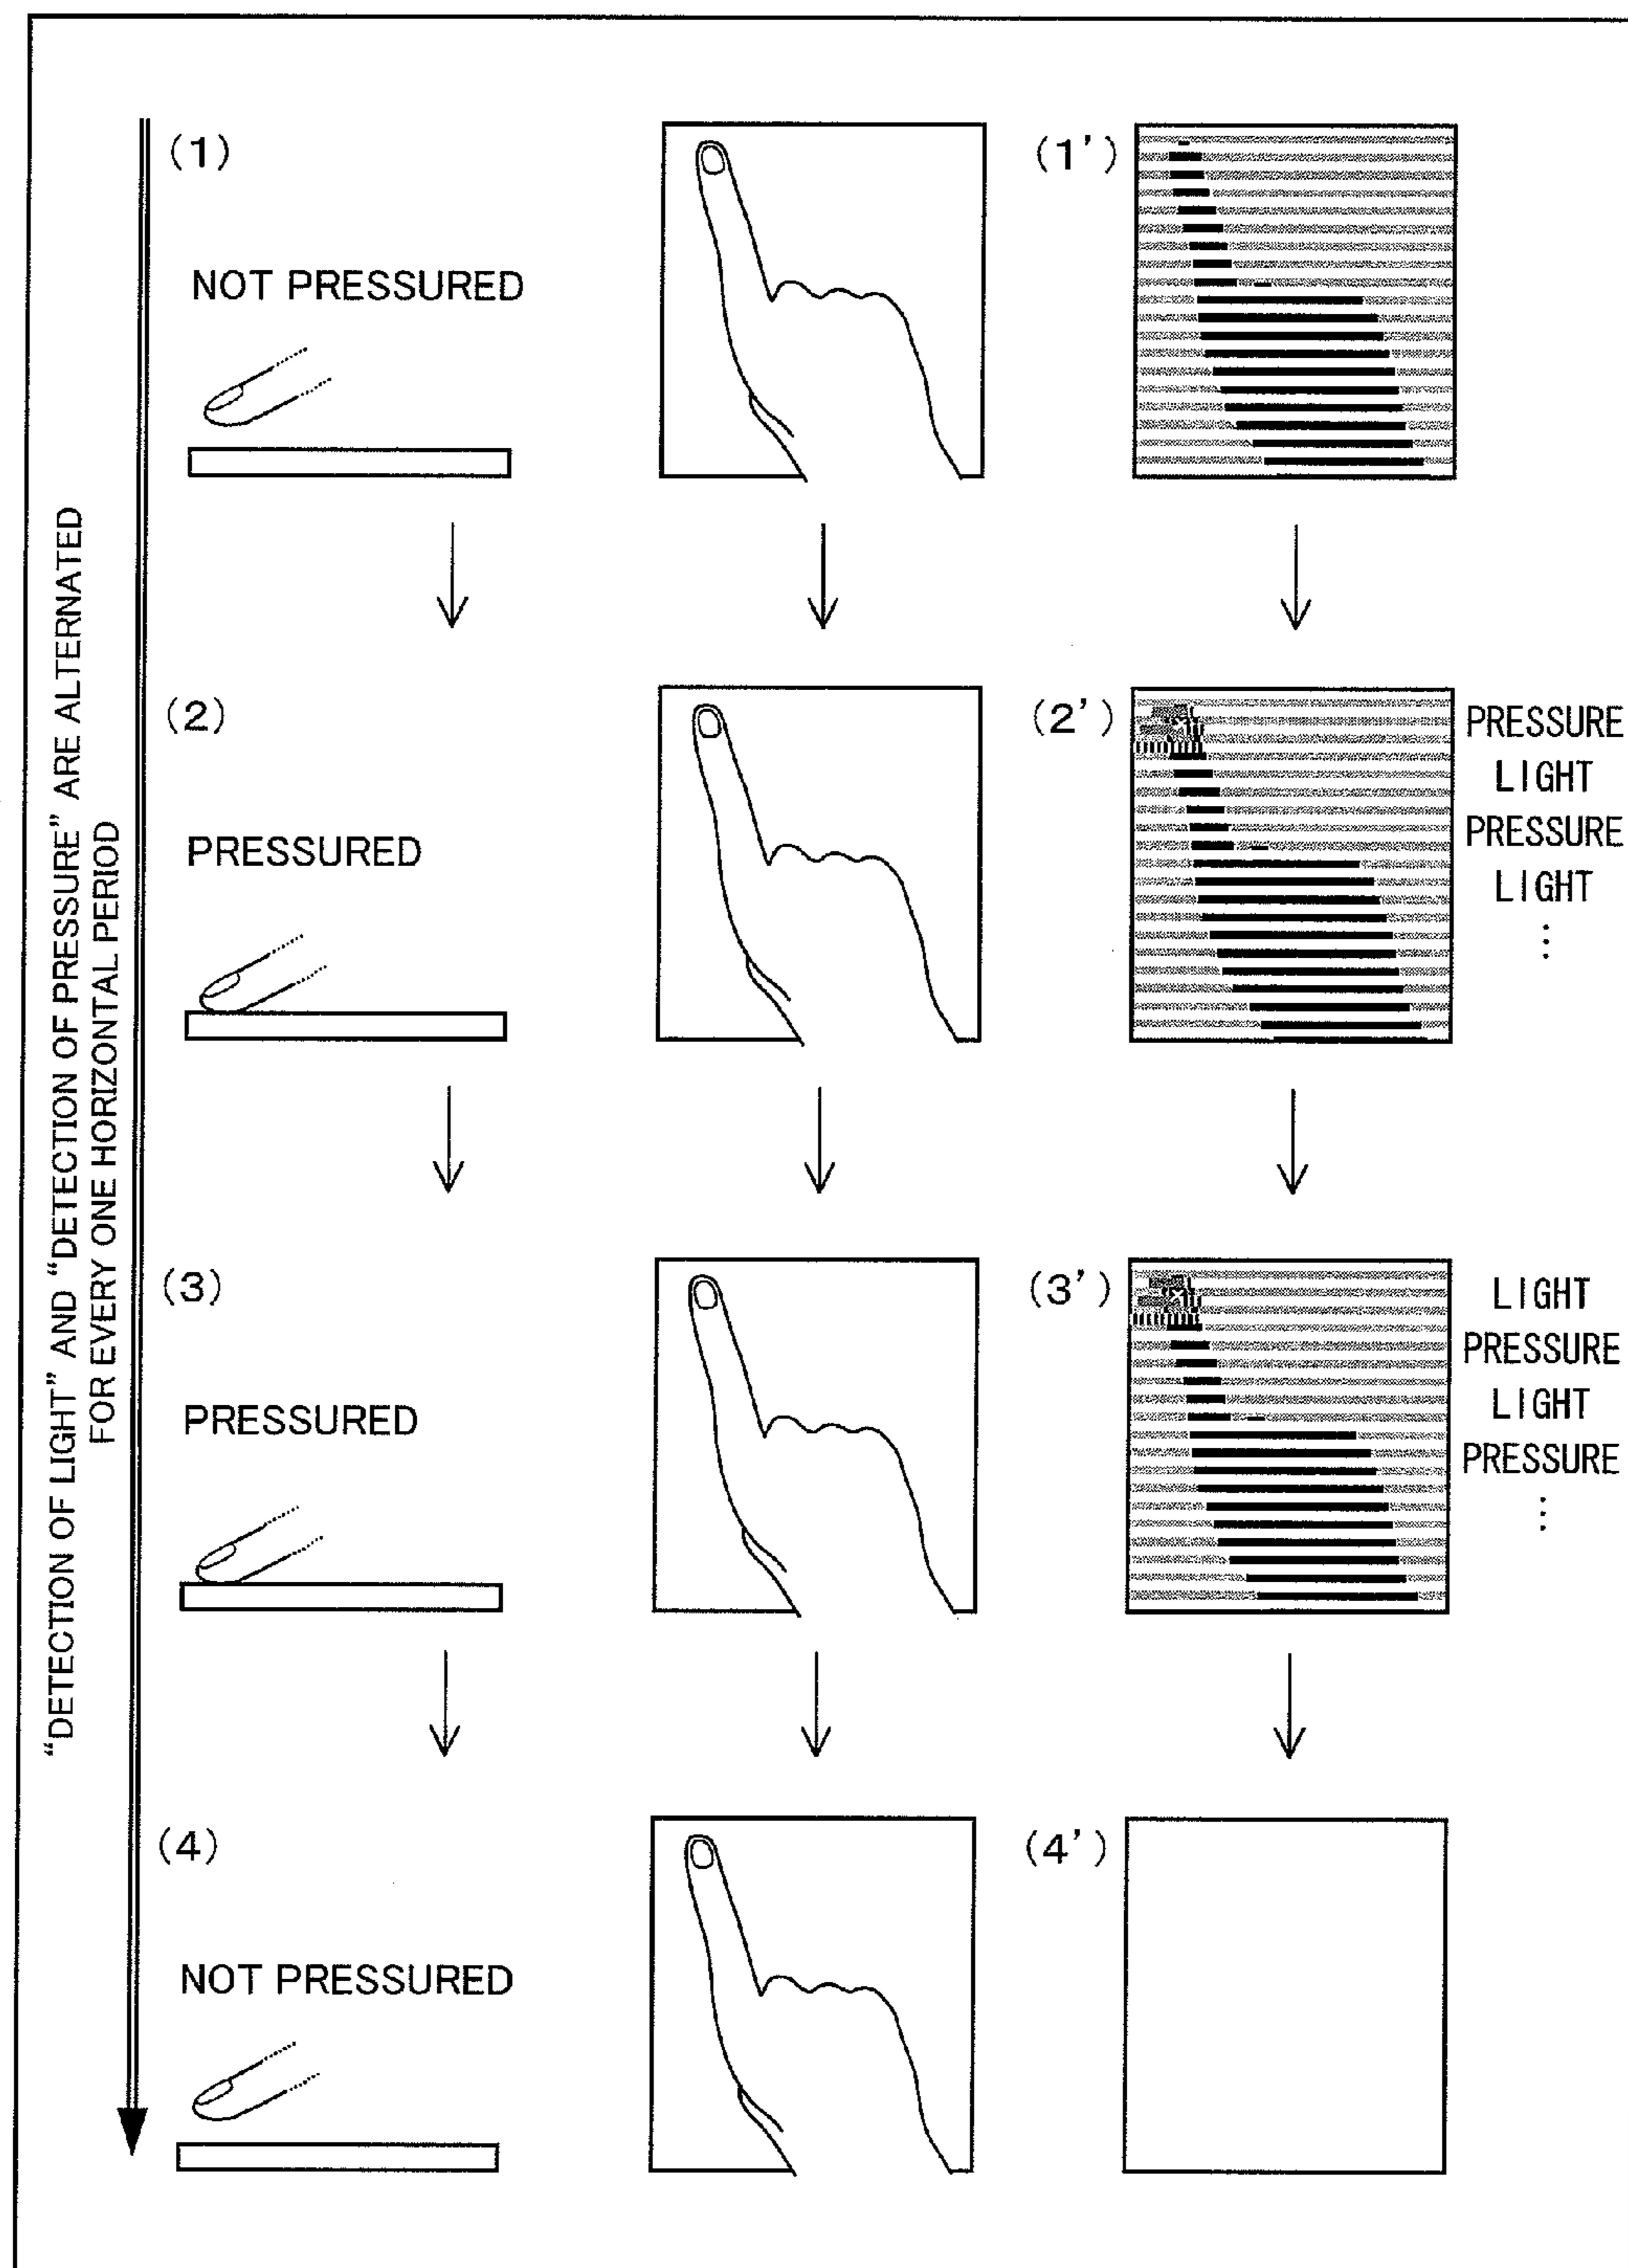 “DETECTION OF LIGHT” AND “DETECTION OF PRESSURE” ARE ALTERNATED
FOR EVERY ONE HORIZONTAL PERIOD
(1)
NOT PRESSURED
(1’)
(2)
PRESSURED
(2’)
PRESSURE
LIGHT
PRESSURE
LIGHT
⋮
(3)
PRESSURED
(3’)
LIGHT
PRESSURE
LIGHT
PRESSURE
⋮
(4)
NOT PRESSURED
(4’)